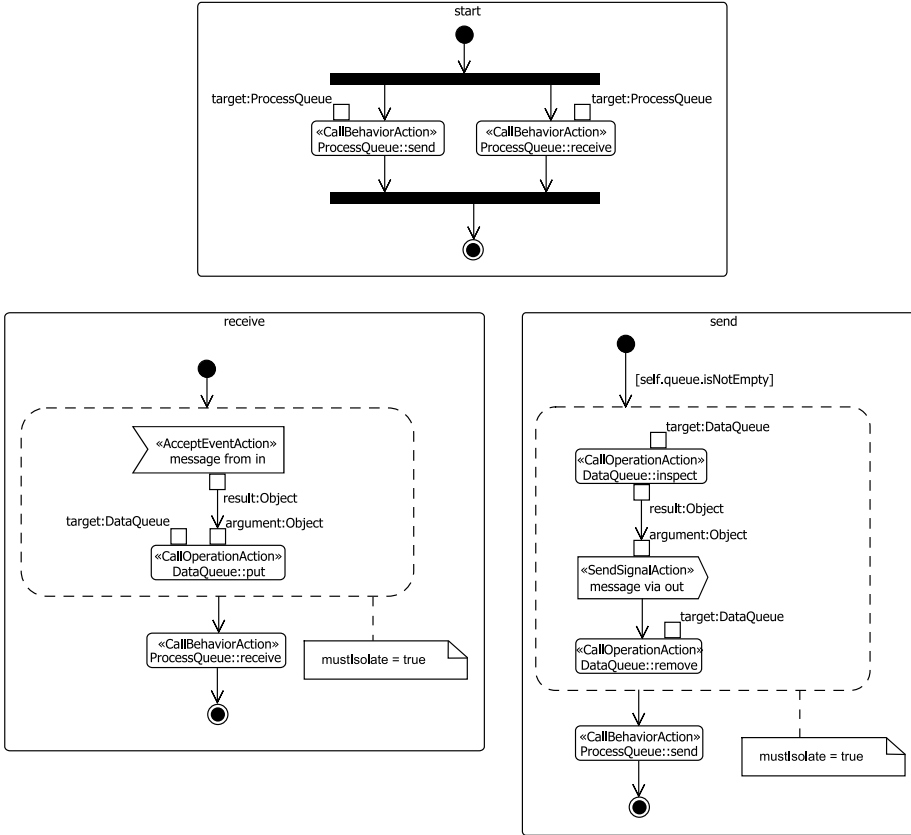 start
target:ProcessQueue
target:ProcessQueue
«CallBehaviorAction»
ProcessQueue::send
«CallBehaviorAction»
ProcessQueue::receive
receive
«AcceptEventAction»
message from in
result:Object
target:DataQueue
argument:Object
«CallOperationAction»
DataQueue::put
«CallBehaviorAction»
ProcessQueue::receive
mustIsolate = true
send
[self.queue.isNotEmpty]
target:DataQueue
«CallOperationAction»
DataQueue::inspect
result:Object
argument:Object
«SendSignalAction»
message via out
target:DataQueue
«CallOperationAction»
DataQueue::remove
«CallBehaviorAction»
ProcessQueue::send
mustIsolate = true